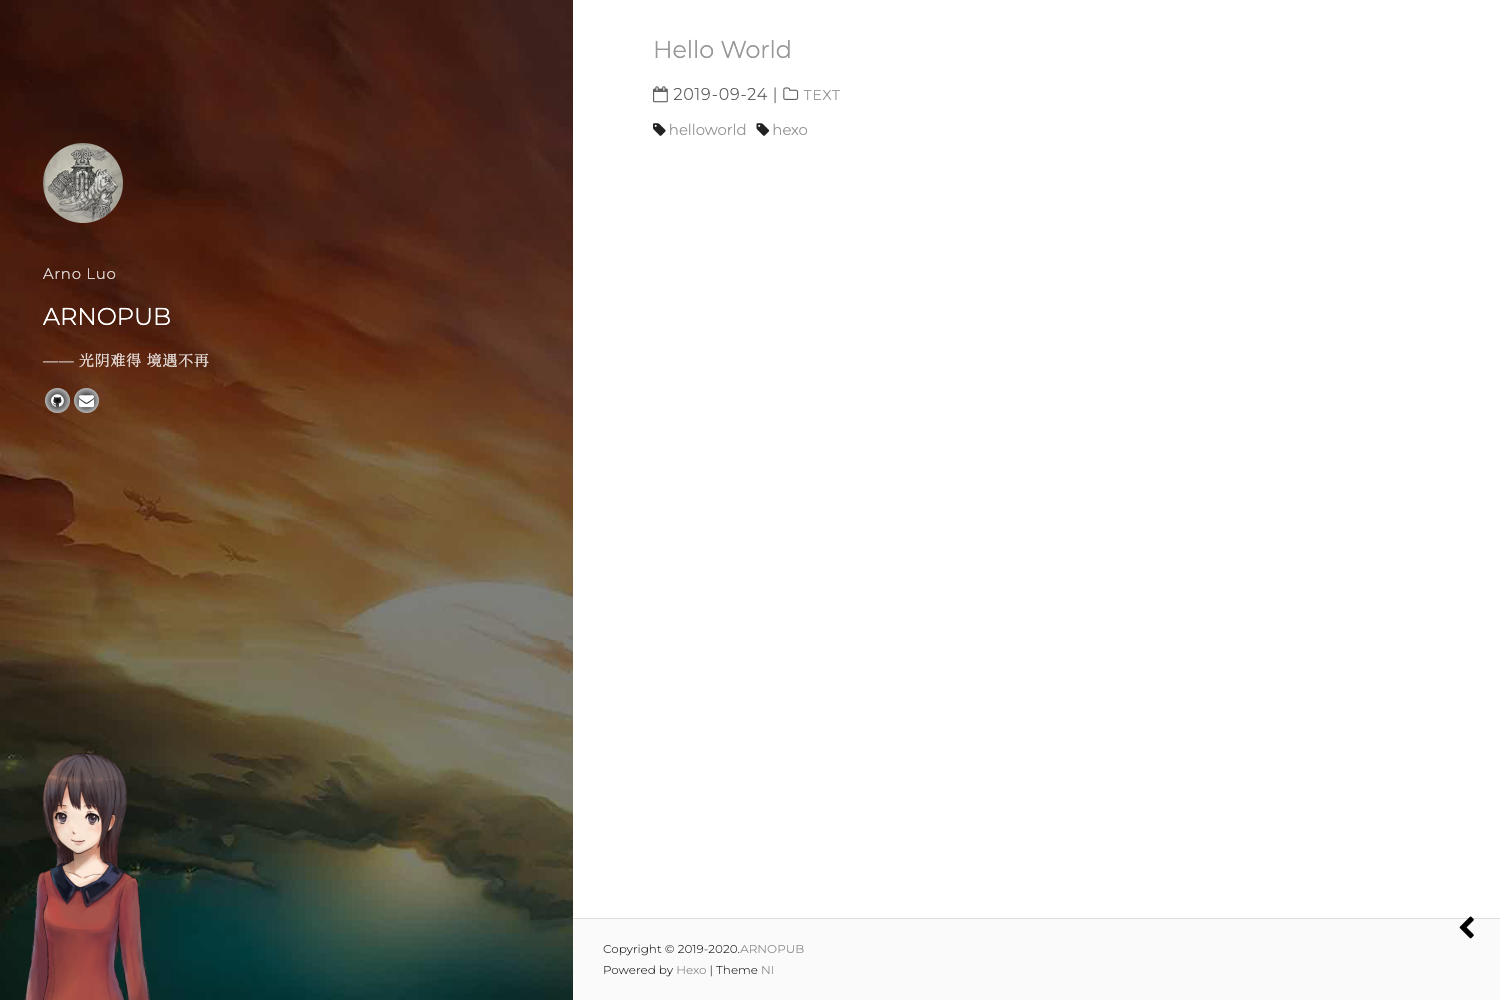 Arno Luo
ARNOPUB
—— 光阴难得 境遇不再
Hello World
2019-09-24 | TEXT
helloworld hexo
Copyright © 2019-2020.ARNOPUB
Powered by Hexo | Theme NI